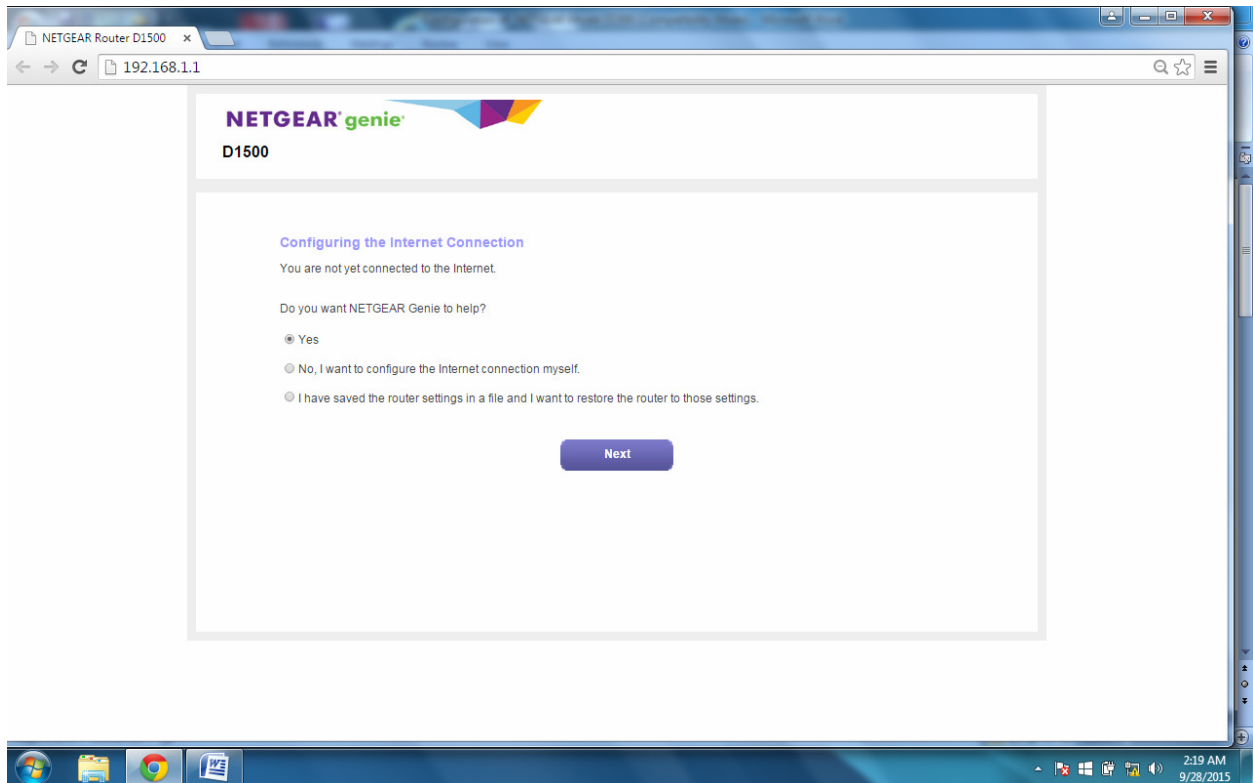 NETGEAR Router D1500
192.168.1.1
NETGEAR® genie®
D1500
Configuring the Internet Connection
You are not yet connected to the Internet.
Do you want NETGEAR Genie to help?
Yes
No, I want to configure the Internet connection myself.
I have saved the router settings in a file and I want to restore the router to those settings.
Next
2:19 AM
9/28/2015